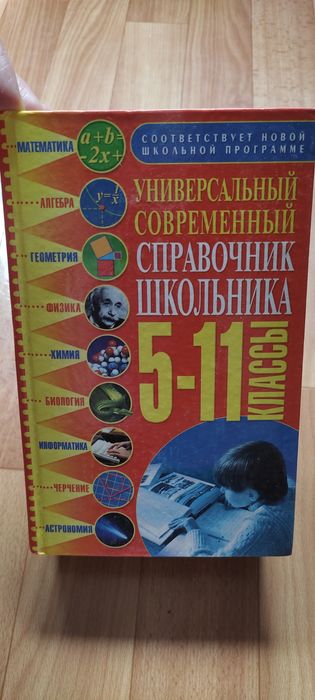 МАТЕМАТИКА
a+b=
-2x+
СООТВЕТСТВУЕТ НОВОЙ
ШКОЛЬНОЙ ПРОГРАММЕ
АЛГЕБРА
y=1/x
ГЕОМЕТРИЯ
ФИЗИКА
ХИМИЯ
БИОЛОГИЯ
ИНФОРМАТИКА
ЧЕРЧЕНИЕ
АСТРОНОМИЯ
УНИВЕРСАЛЬНЫЙ
СОВРЕМЕННЫЙ
СПРАВОЧНИК
ШКОЛЬНИКА
5-11
КЛАССЫ